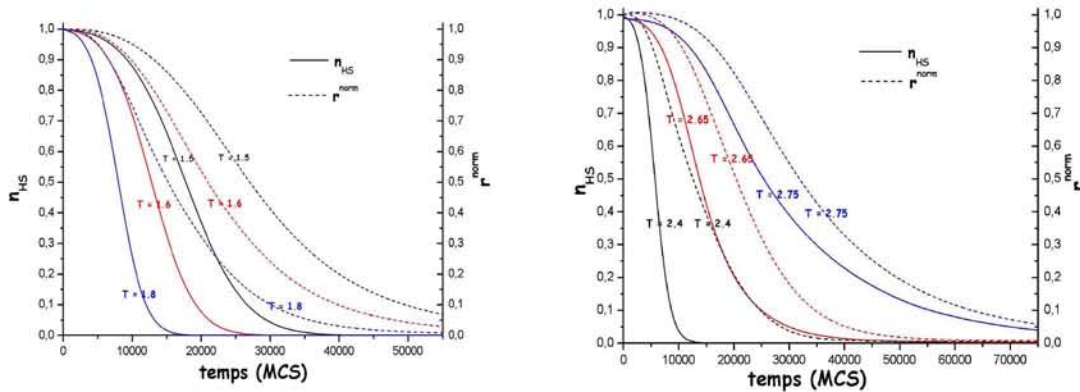 1,0
0,9
0,8
0,7
0,6
0,5
0,4
0,3
0,2
0,1
0,0
n_HS
n_HS
r^norm
T = 1.5
T = 1.5
T = 1.6
T = 1.6
T = 1.8
T = 1.8
1,0
0,9
0,8
0,7
0,6
0,5
0,4
0,3
0,2
0,1
0,0
r^norm
0
10000
20000
30000
40000
50000
temps (MCS)
1,0
0,9
0,8
0,7
0,6
0,5
0,4
0,3
0,2
0,1
0,0
n_HS
n_HS
r^norm
T = 2.65
T = 2.65
T = 2.75
T = 2.75
T = 2.4
T = 2.4
1,0
0,9
0,8
0,7
0,6
0,5
0,4
0,3
0,2
0,1
0,0
r^norm
0
10000
20000
30000
40000
50000
60000
70000
temps (MCS)